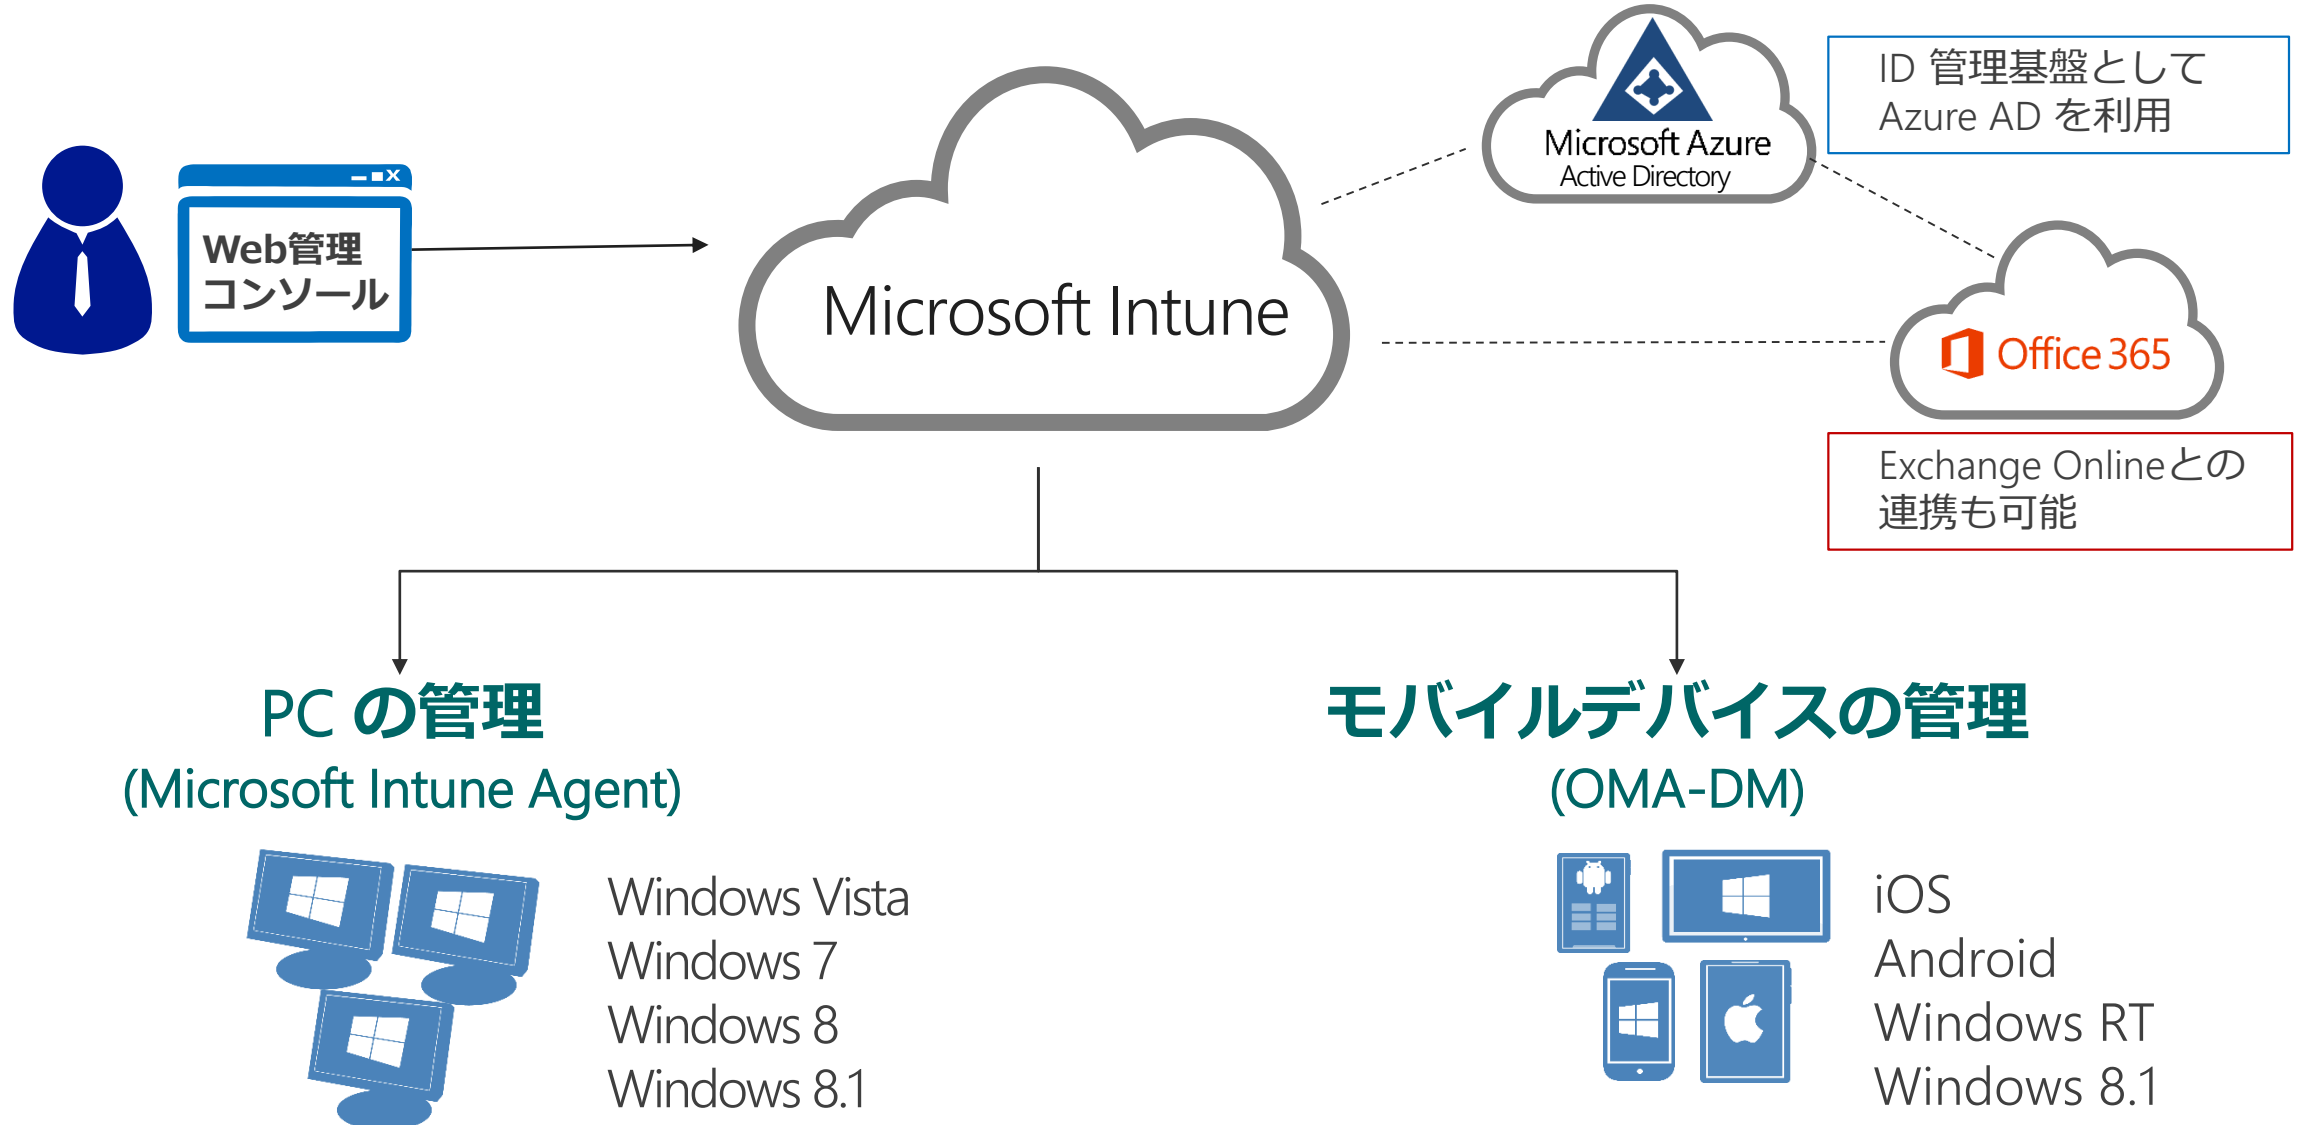 Web管理
コンソール
Microsoft Intune
Microsoft Azure
Active Directory
ID 管理基盤として
Azure AD を利用
Office 365
Exchange Onlineとの
連携も可能
PC の管理
(Microsoft Intune Agent)
Windows Vista
Windows 7
Windows 8
Windows 8.1
モバイルデバイスの管理
(OMA-DM)
iOS
Android
Windows RT
Windows 8.1